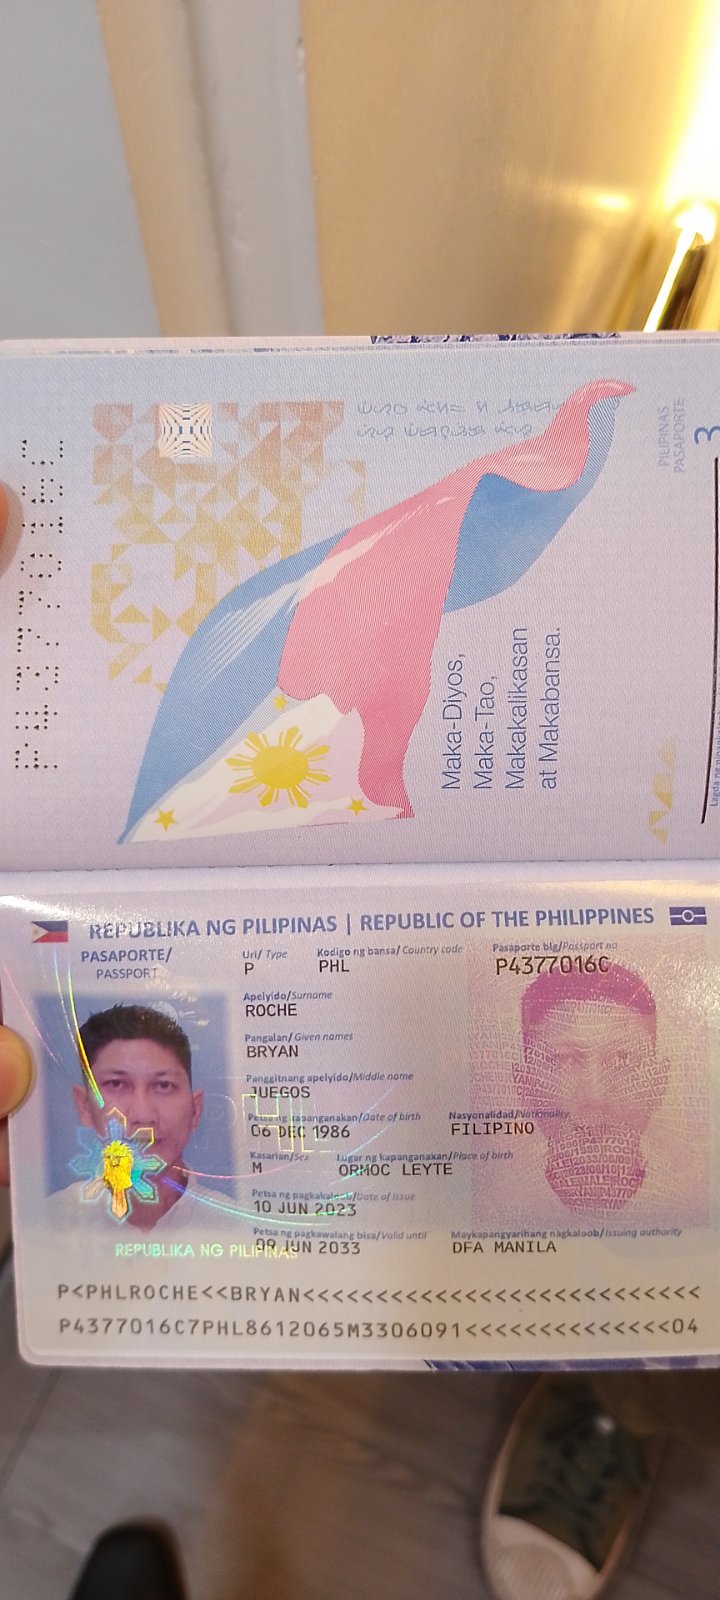 P4377016C
PILIPINAS
PASAPORTE
3
Maka-Diyos,
Maka-Tao,
Makakalikasan
at Makabansa.
REPUBLIKA NG PILIPINAS | REPUBLIC OF THE PHILIPPINES
PASAPORTE/
PASSPORT
Uri/ Type
Kodigo ng bansa/ Country code
Pasaporte blg/Passport no
P
PHL
P4377016C
Apelyido/Surname
ROCHE
Pangalan/ Given names
BRYAN
Panggitnang apelyido/Middle name
JUEGOS
Petsa ng kapanganakan/Date of birth
Nasyonalidad/Nationality
06 DEC 1986
FILIPINO
Kasarian/Sex
Lugar ng kapanganakan/Place of birth
M
ORMOC LEYTE
Petsa ng pagkakaloob/Date of issue
10 JUN 2023
Petsa ng pagkawalang bisa/Valid until
Maykapangyarihang nagkaloob/Issuing authority
09 JUN 2033
DFA MANILA
REPUBLIKA NG PILIPINAS
P<PHLROCHE<<BRYAN<<<<<<<<<<<<<<<<<<<<<<<<<<<
P4377016C7PHL8612065M3306091<<<<<<<<<<<<<<04